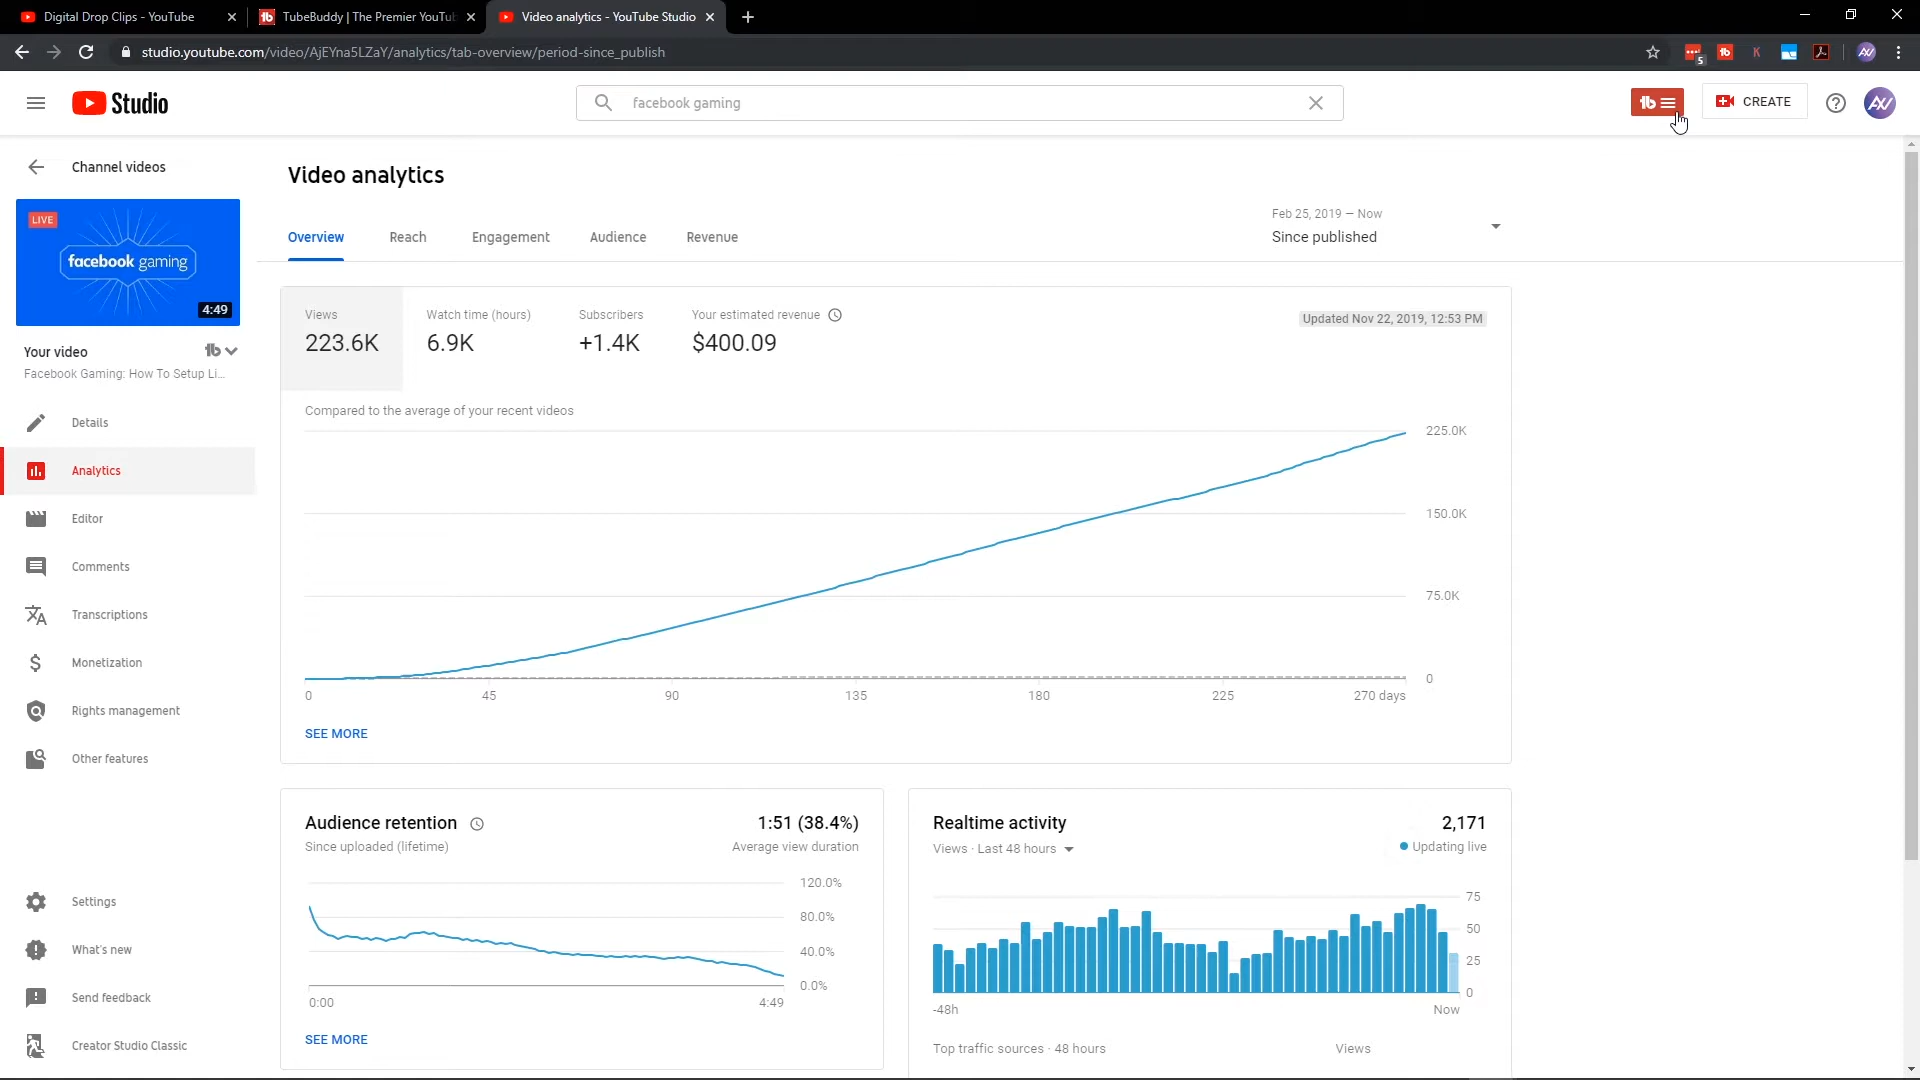 Digital Drop Clips - YouTube
TubeBuddy | The Premier YouTu
Video analytics - YouTube Studio
studio.youtube.com/video/AjEYna5LZaY/analytics/tab-overview/period-since_publish
5
tb
K
Studio
facebook gaming
tb
CREATE
Channel videos
LIVE
facebook gaming
4:49
Your video
tb
Facebook Gaming: How To Setup Li...
Details
Analytics
Editor
Comments
Transcriptions
Monetization
Rights management
Other features
Settings
What's new
Send feedback
Creator Studio Classic
Video analytics
Overview
Reach
Engagement
Audience
Revenue
Feb 25, 2019 – Now
Since published
Views
223.6K
Watch time (hours)
6.9K
Subscribers
+1.4K
Your estimated revenue
$400.09
Updated Nov 22, 2019, 12:53 PM
Compared to the average of your recent videos
225.0K
150.0K
75.0K
0
0 45 90 135 180 225 270 days
SEE MORE
Audience retention
1:51 (38.4%)
Since uploaded (lifetime)
Average view duration
120.0%
80.0%
40.0%
0.0%
0:00
4:49
SEE MORE
Realtime activity
2,171
Views · Last 48 hours
Updating live
75
50
25
0
-48h
Now
Top traffic sources · 48 hours
Views